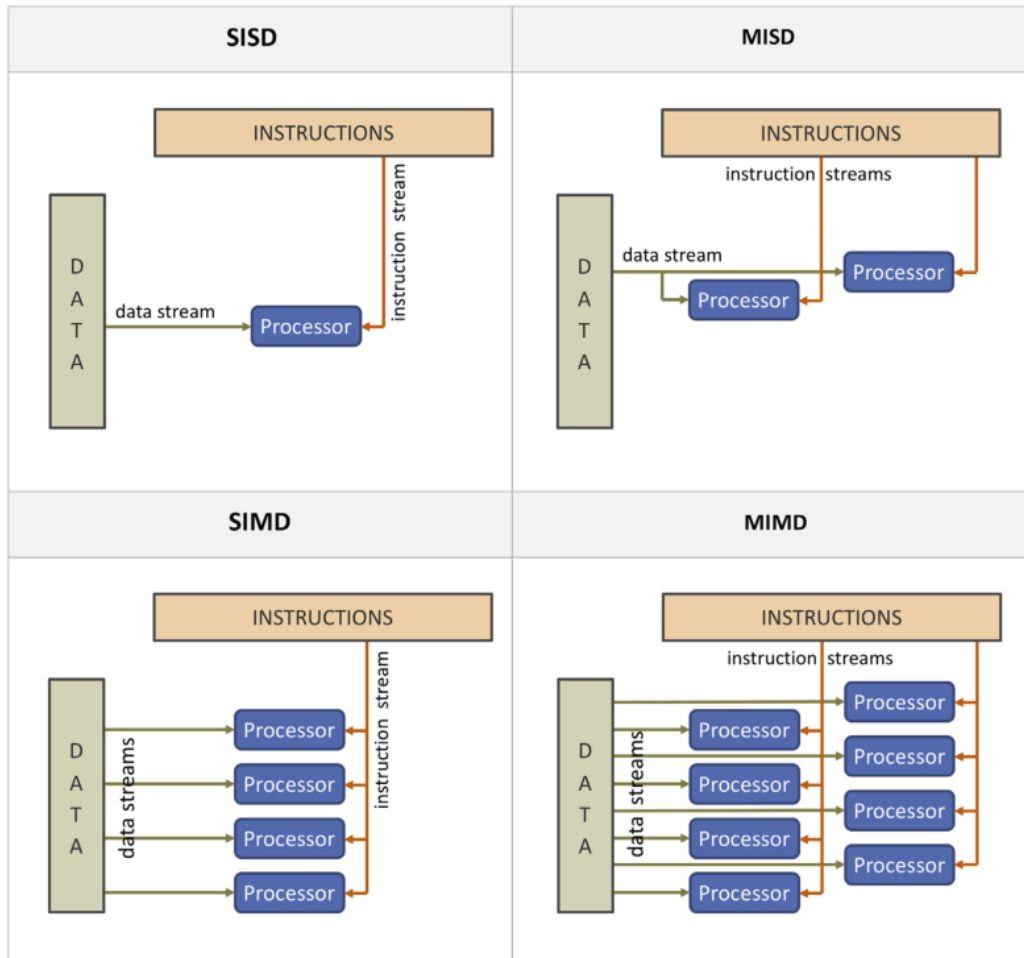 SISD
MISD
INSTRUCTIONS
instruction stream
D
A
T
A
data stream
Processor
INSTRUCTIONS
instruction streams
D
A
T
A
data stream
Processor
Processor
SIMD
MIMD
INSTRUCTIONS
instruction stream
D
A
T
A
data streams
Processor
Processor
Processor
Processor
INSTRUCTIONS
instruction streams
D
A
T
A
data streams
Processor
Processor
Processor
Processor
Processor
Processor
Processor
Processor